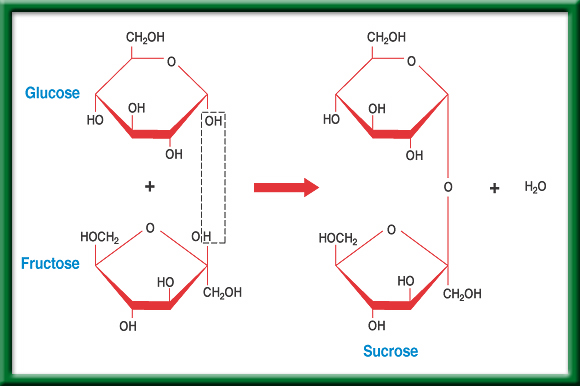 CH₂OH
O
Glucose
HO
OH
OH
OH
+
HOCH₂
O
OH
Fructose
HO
CH₂OH
OH
CH₂OH
O
HO
OH
OH
O
+ H₂O
HOCH₂
O
HO
CH₂OH
OH
Sucrose